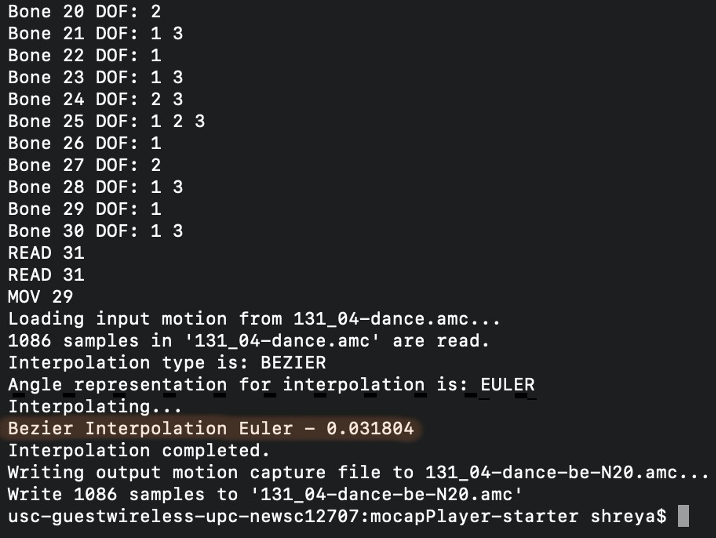 Bone 20 DOF: 2
Bone 21 DOF: 1 3
Bone 22 DOF: 1
Bone 23 DOF: 1 3
Bone 24 DOF: 2 3
Bone 25 DOF: 1 2 3
Bone 26 DOF: 1
Bone 27 DOF: 2
Bone 28 DOF: 1 3
Bone 29 DOF: 1
Bone 30 DOF: 1 3
READ 31
READ 31
MOV 29
Loading input motion from 131_04-dance.amc...
1086 samples in '131_04-dance.amc' are read.
Interpolation type is: BEZIER
Angle representation for interpolation is: EULER
Interpolating...
Bezier Interpolation Euler - 0.031804
Interpolation completed.
Writing output motion capture file to 131_04-dance-be-N20.amc...
Write 1086 samples to '131_04-dance-be-N20.amc'
usc-guestwireless-upc-newsc12707:mocapPlayer-starter shreya$